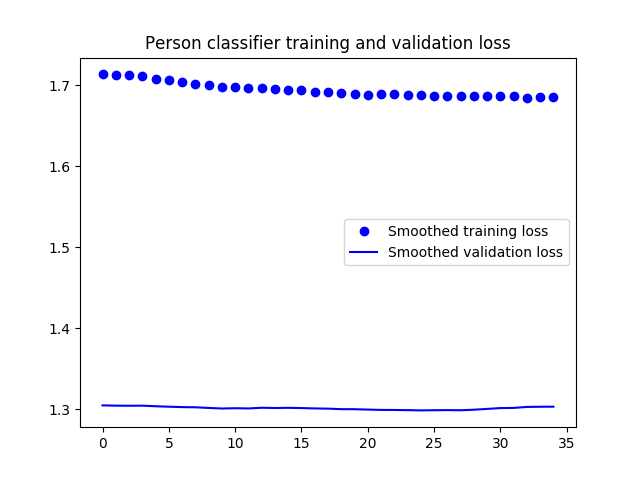 Person classifier training and validation loss
1.7
1.6
1.5
1.4
1.3
Smoothed training loss
Smoothed validation loss
0 5 10 15 20 25 30 35